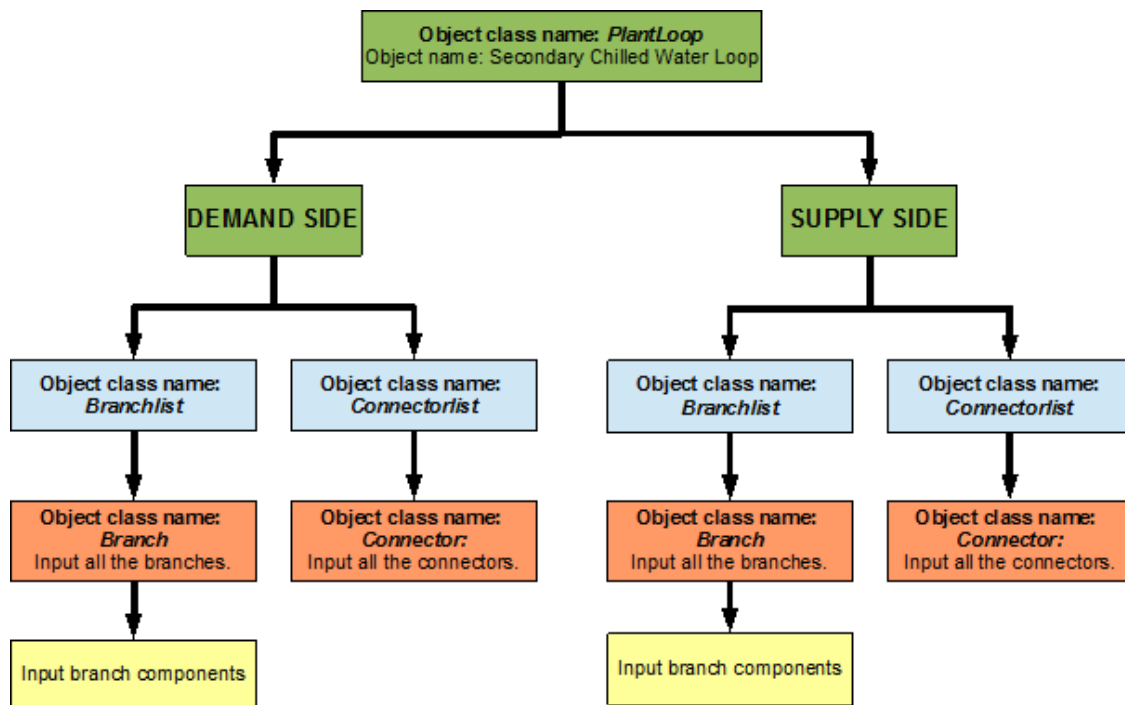 Object class name: PlantLoop
Object name: Secondary Chilled Water Loop
DEMAND SIDE
SUPPLY SIDE
Object class name:
Branchlist
Object class name:
Connectorlist
Object class name:
Branchlist
Object class name:
Connectorlist
Object class name:
Branch
Input all the branches.
Object class name:
Connector:
Input all the connectors.
Object class name:
Branch
Input all the branches.
Object class name:
Connector:
Input all the connectors.
Input branch components
Input branch components